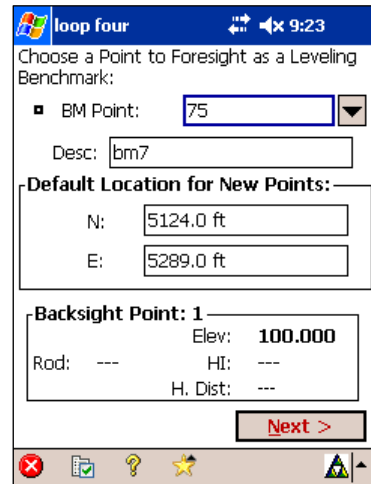 loop four 9:23
Choose a Point to Foresight as a Leveling
Benchmark:
BM Point: 75
Desc: bm7
Default Location for New Points:
N: 5124.0 ft
E: 5289.0 ft
Backsight Point: 1
Elev: 100.000
Rod: --- HI: ---
H. Dist: ---
Next >